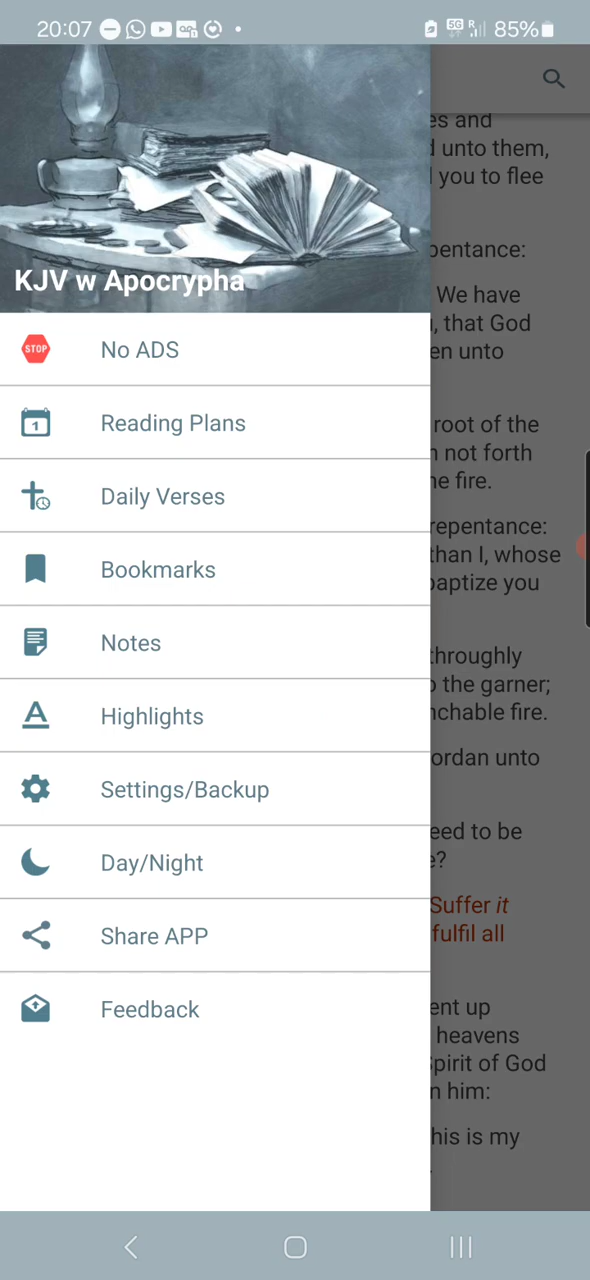 20:07
5G
R
85%
KJV w Apocrypha
STOP
No ADS
1
Reading Plans
Daily Verses
Bookmarks
Notes
Highlights
Settings/Backup
Day/Night
Share APP
Feedback
es and
unto them,
you to flee
pentance:
We have
, that God
en unto
root of the
not forth
he fire.
repentance:
than I, whose
baptize you
throughly
the garner;
nchable fire.
ordan unto
eed to be
e?
Suffer it
fulfil all
ent up
heavens
Spirit of God
n him:
his is my